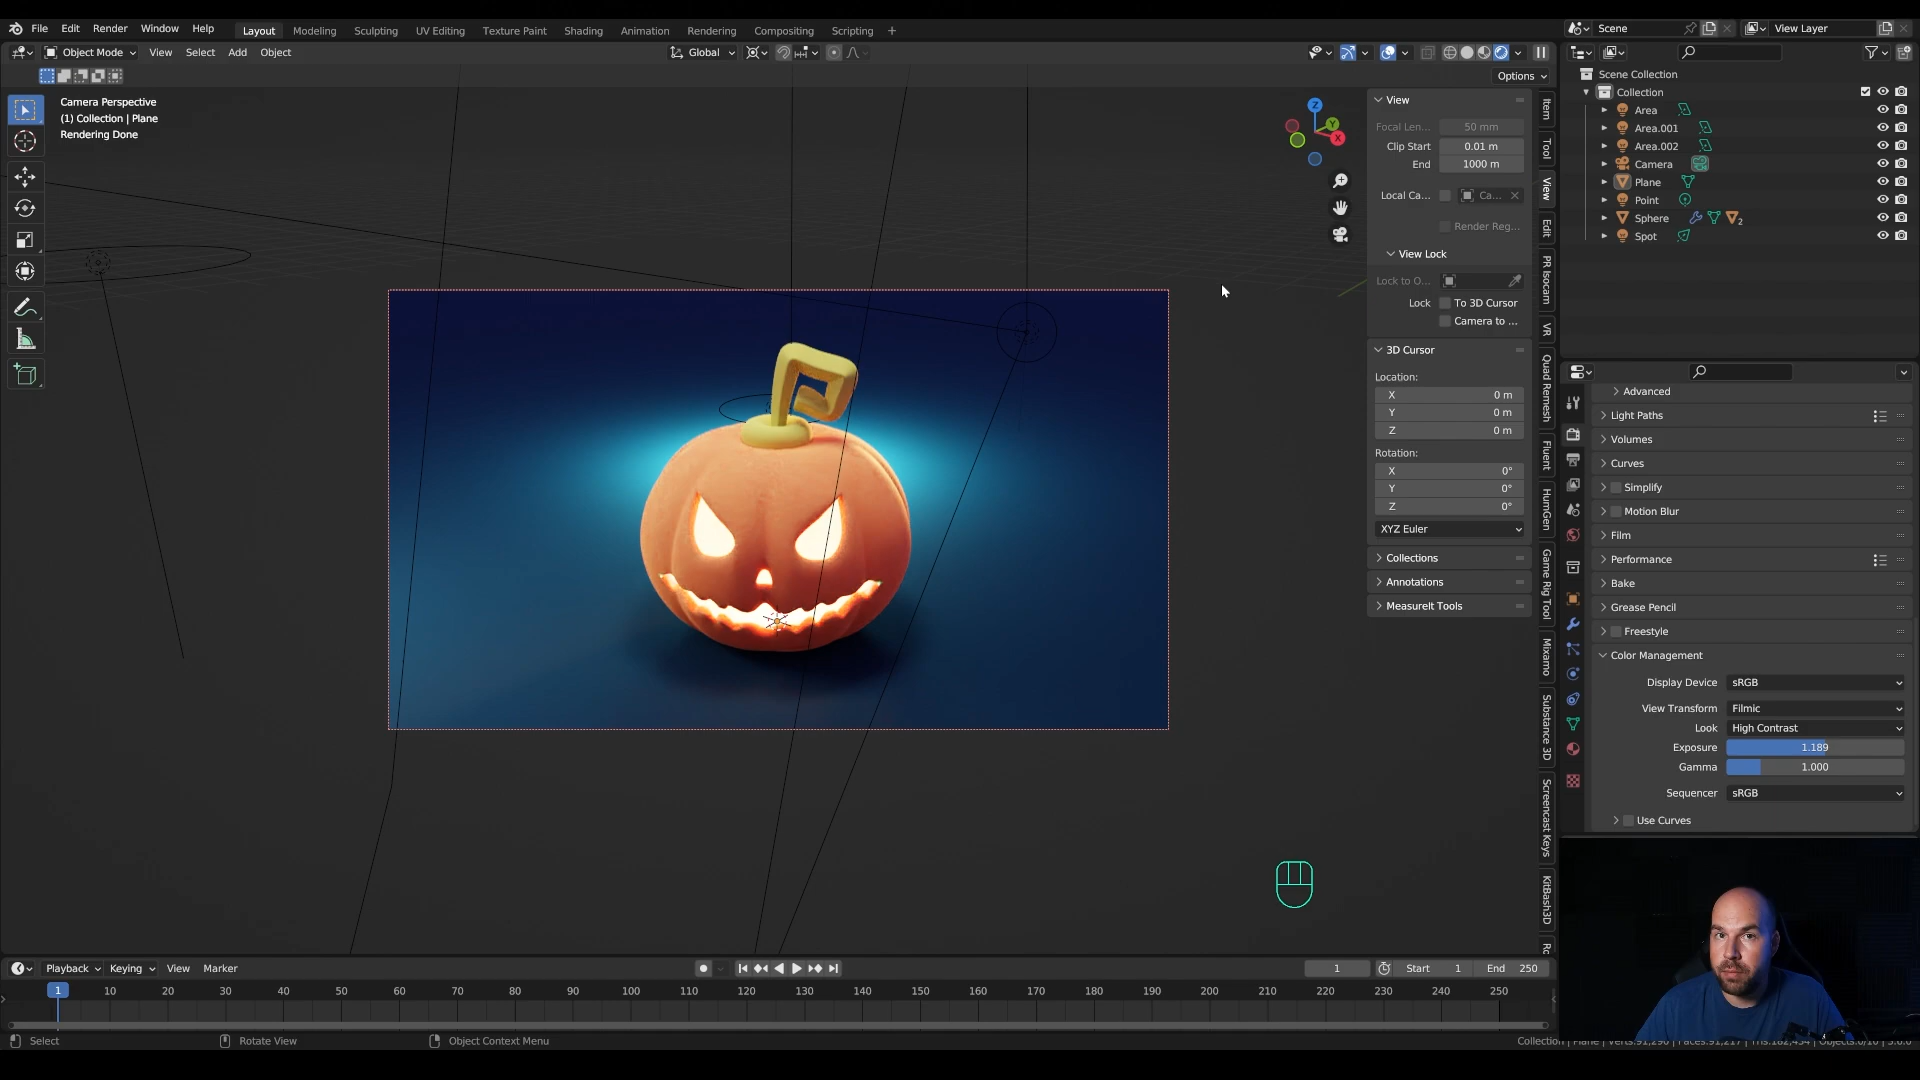 File Edit Render Window Help Layout Modeling Sculpting UV Editing Texture Paint Shading Animation Rendering Compositing Scripting + Scene View Layer
Object Mode View Select Add Object Global
Options
Camera Perspective
(1) Collection | Plane
Rendering Done
Z
Y
X
View
Focal Len... 50 mm
Clip Start 0.01 m
End 1000 m
Local Ca... Ca...
Render Reg...
View Lock
Lock to O...
Lock To 3D Cursor
Camera to ...
3D Cursor
Location:
X 0 m
Y 0 m
Z 0 m
Rotation:
X 0°
Y 0°
Z 0°
XYZ Euler
Collections
Annotations
MeasureIt Tools
Item
Tool
View
Edit
PR Isocam
VR
Quad Remesh
Fluent
HumGen
Game Rig Tool
Mixamo
Substance 3D
Screencast Keys
KitBash3D
Scene Collection
Collection
Area
Area.001
Area.002
Camera
Plane
Point
Sphere 2
Spot
Advanced
Light Paths
Volumes
Curves
Simplify
Motion Blur
Film
Performance
Bake
Grease Pencil
Freestyle
Color Management
Display Device sRGB
View Transform Filmic
Look High Contrast
Exposure 1.189
Gamma 1.000
Sequencer sRGB
Use Curves
Playback Keying View Marker 1 Start 1 End 250
1 10 20 30 40 50 60 70 80 90 100 110 120 130 140 150 160 170 180 190 200 210 220 230 240 250
Select Rotate View Object Context Menu